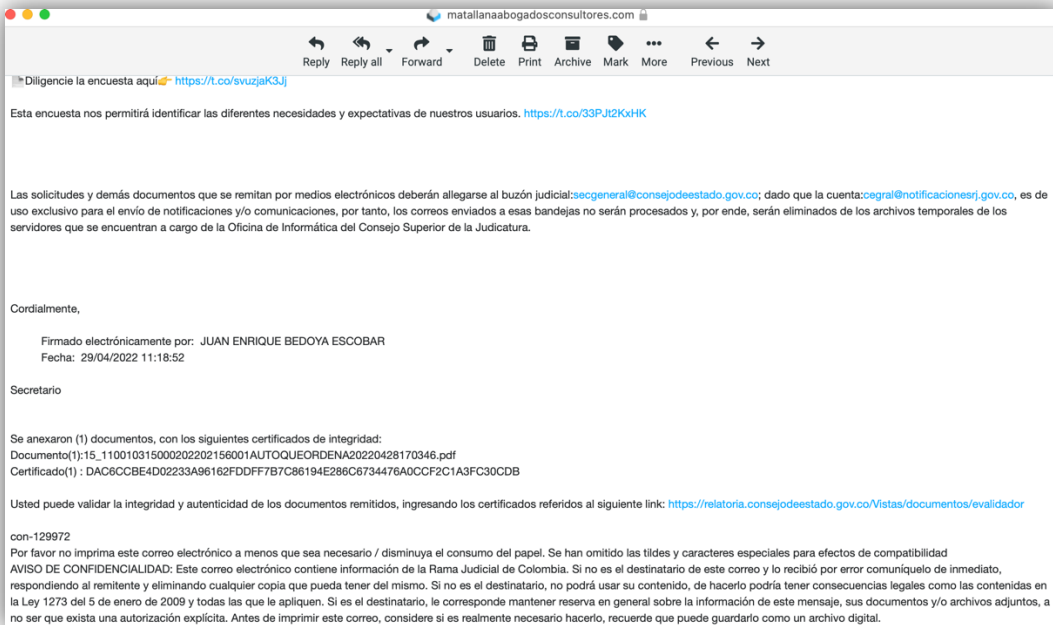 matallanaabogadosconsultores.com
Reply Reply all Forward Delete Print Archive Mark More Previous Next
Diligencie la encuesta aquí👉 https://t.co/svuzjaK3Jj
Esta encuesta nos permitirá identificar las diferentes necesidades y expectativas de nuestros usuarios. https://t.co/33PJt2KxHK
Las solicitudes y demás documentos que se remitan por medios electrónicos deberán allegarse al buzón judicial:secgeneral@consejodeestado.gov.co; dado que la cuenta:cegral@notificacionesrj.gov.co, es de
uso exclusivo para el envío de notificaciones y/o comunicaciones, por tanto, los correos enviados a esas bandejas no serán procesados y, por ende, serán eliminados de los archivos temporales de los
servidores que se encuentran a cargo de la Oficina de Informática del Consejo Superior de la Judicatura.
Cordialmente,
Firmado electrónicamente por: JUAN ENRIQUE BEDOYA ESCOBAR
Fecha: 29/04/2022 11:18:52
Secretario
Se anexaron (1) documentos, con los siguientes certificados de integridad:
Documento(1):15_110010315000202202156001AUTOQUEORDENA20220428170346.pdf
Certificado(1) : DAC6CCBE4D02233A96162FDDFF7B7C86194E286C6734476A0CCF2C1A3FC30CDB
Usted puede validar la integridad y autenticidad de los documentos remitidos, ingresando los certificados referidos al siguiente link: https://relatoria.consejodeestado.gov.co/Vistas/documentos/evalidador
con-129972
Por favor no imprima este correo electrónico a menos que sea necesario / disminuya el consumo del papel. Se han omitido las tildes y caracteres especiales para efectos de compatibilidad
AVISO DE CONFIDENCIALIDAD: Este correo electrónico contiene información de la Rama Judicial de Colombia. Si no es el destinatario de este correo y lo recibió por error comuníquelo de inmediato,
respondiendo al remitente y eliminando cualquier copia que pueda tener del mismo. Si no es el destinatario, no podrá usar su contenido, de hacerlo podría tener consecuencias legales como las contenidas en
la Ley 1273 del 5 de enero de 2009 y todas las que le apliquen. Si es el destinatario, le corresponde mantener reserva en general sobre la información de este mensaje, sus documentos y/o archivos adjuntos, a
no ser que exista una autorización explícita. Antes de imprimir este correo, considere si es realmente necesario hacerlo, recuerde que puede guardarlo como un archivo digital.